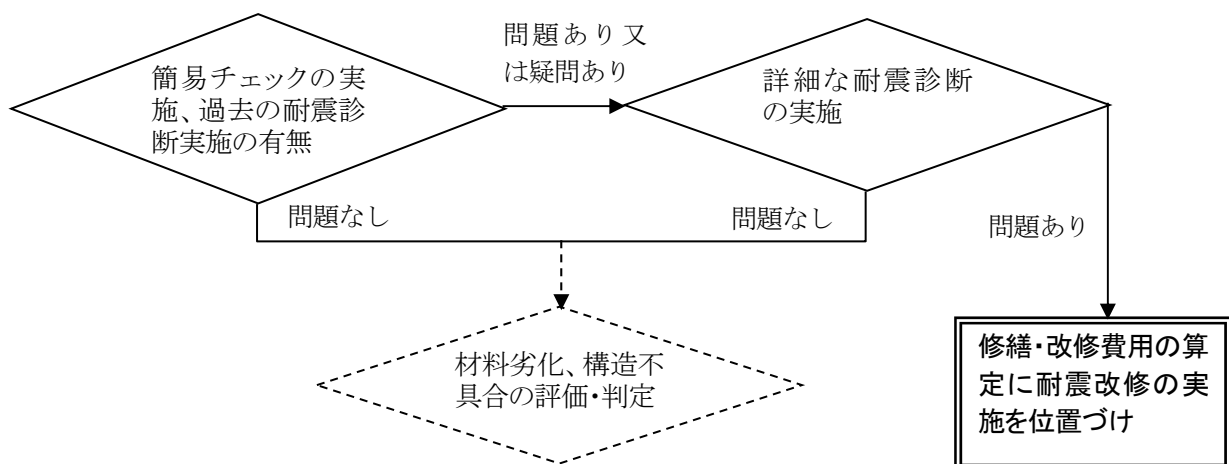 簡易チェックの実
施、過去の耐震診
断実施の有無
問題あり又
は疑問あり
詳細な耐震診断
の実施
問題なし
問題なし
問題あり
材料劣化、構造不
具合の評価・判定
修繕・改修費用の算
定に耐震改修の実
施を位置づけ